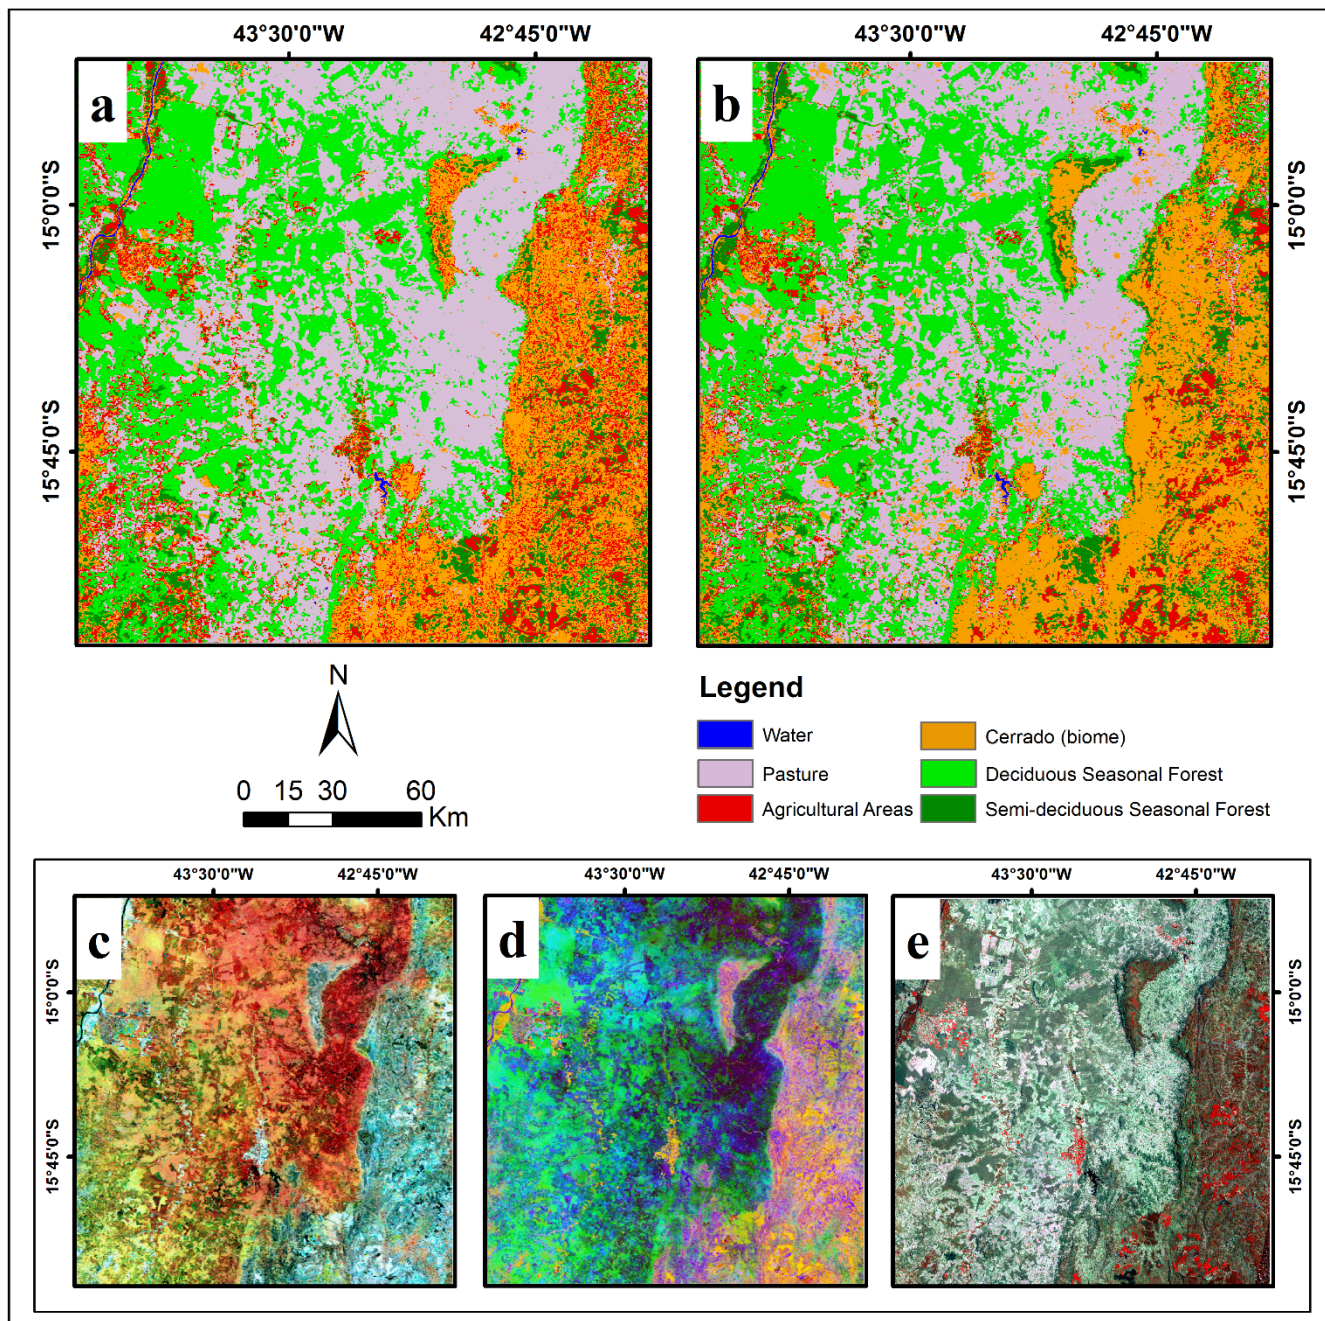 43°30'0"W 42°45'0"W 43°30'0"W 42°45'0"W
a b
15°0'0"S 15°0'0"S
15°45'0"S 15°45'0"S
N
0 15 30 60
Km
Legend
Water Cerrado (biome)
Pasture Deciduous Seasonal Forest
Agricultural Areas Semi-deciduous Seasonal Forest
43°30'0"W 42°45'0"W 43°30'0"W 42°45'0"W 43°30'0"W 42°45'0"W
c d e
15°0'0"S 15°0'0"S
15°45'0"S 15°45'0"S